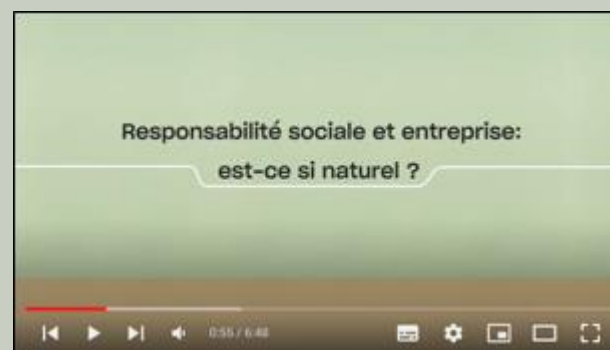 Responsabilité sociale et entreprise:
est-ce si naturel ?
0:55 / 6:48